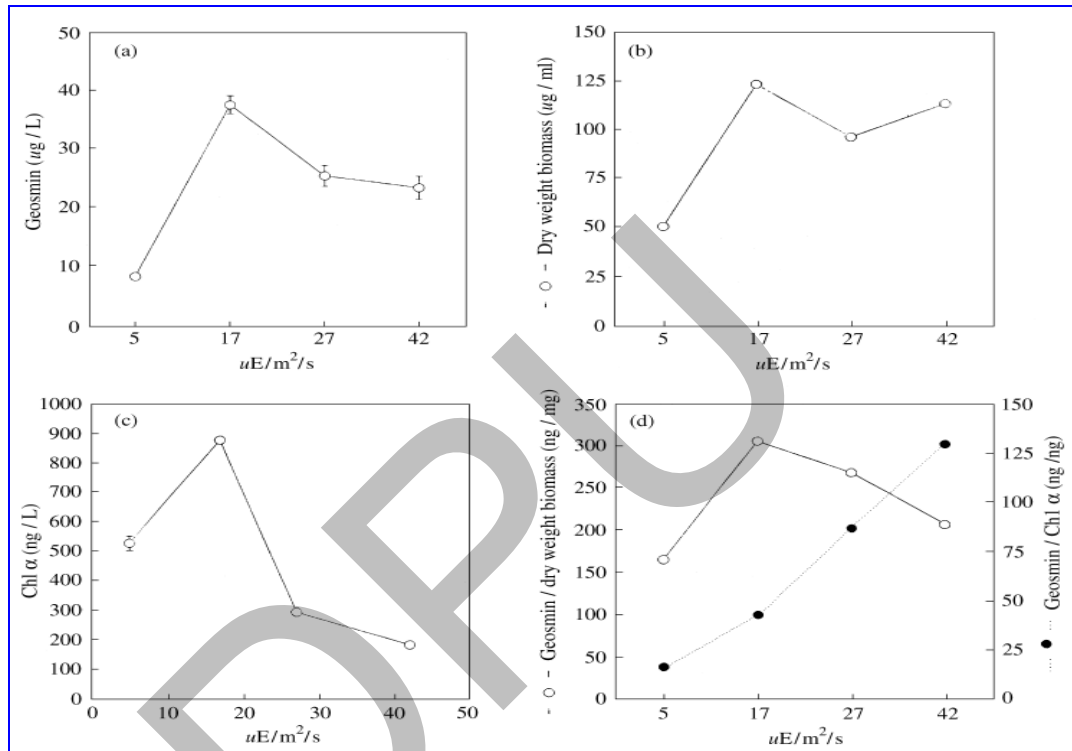 (a)
Geosmin (ug / L)
50
40
30
20
10
0
5 17 27 42
uE/m²/s
(b)
- ○ - Dry weight biomass (ug / ml)
150
125
100
75
50
25
0
5 17 27 42
uE/m²/s
(c)
Chl α (ng / L)
1000
900
800
700
600
500
400
300
200
100
0
0 10 20 30 40 50
uE/m²/s
(d)
- ○ - Geosmin / dry weight biomass (ng / mg)
350
300
250
200
150
100
50
0
5 17 27 42
uE/m²/s
150
125
100
75
50
25
0
● ····· Geosmin / Chl α (ng /ng)
DPU